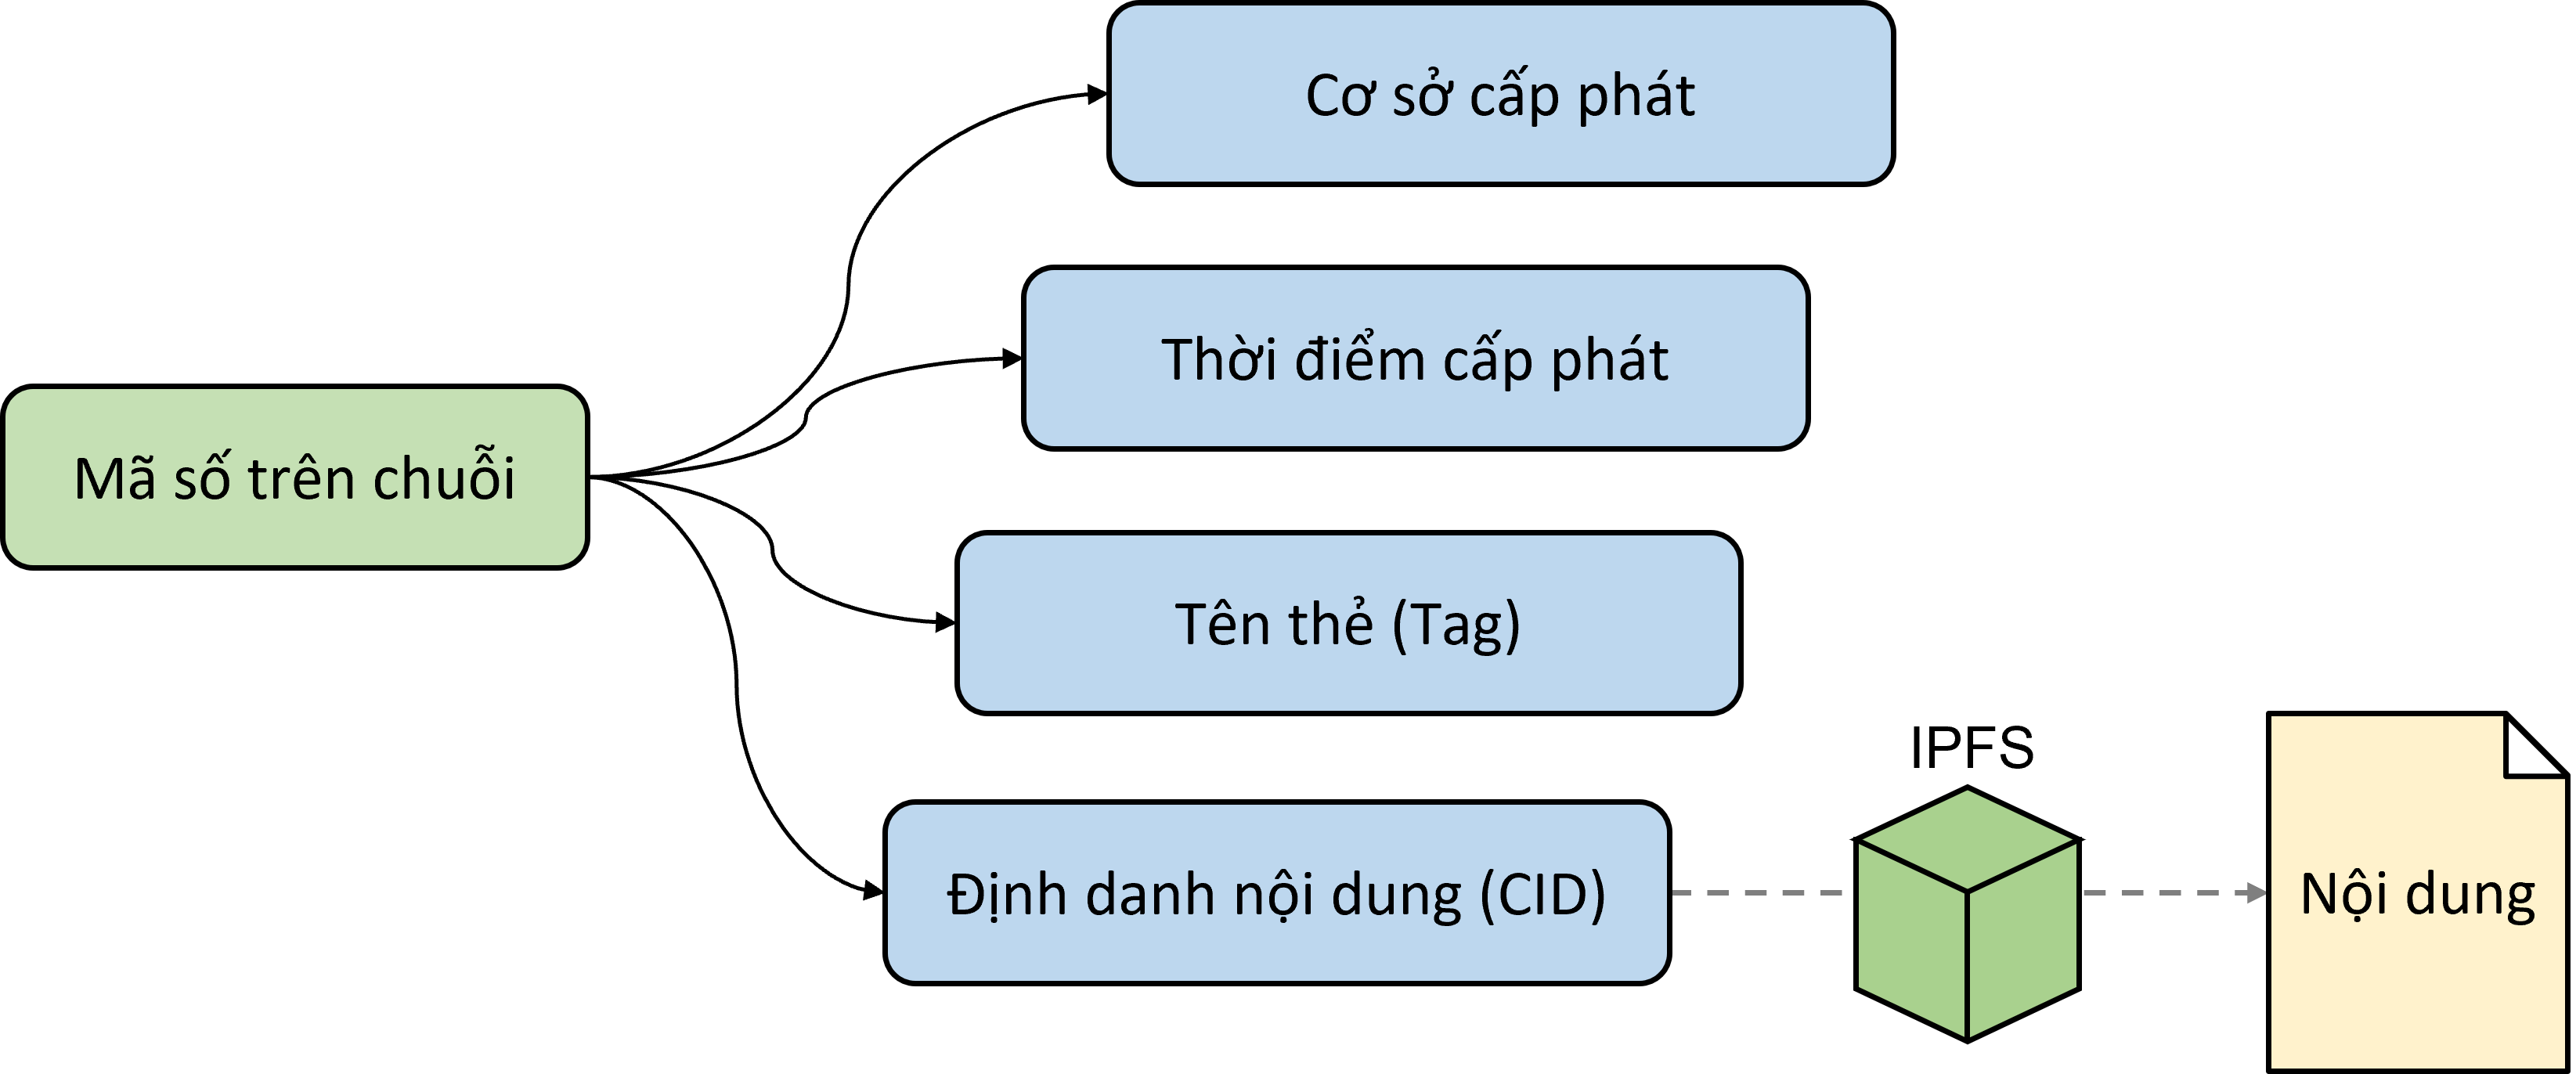 Cơ sở cấp phát
Thời điểm cấp phát
Mã số trên chuỗi
Tên thẻ (Tag)
IPFS
Định danh nội dung (CID)
Nội dung